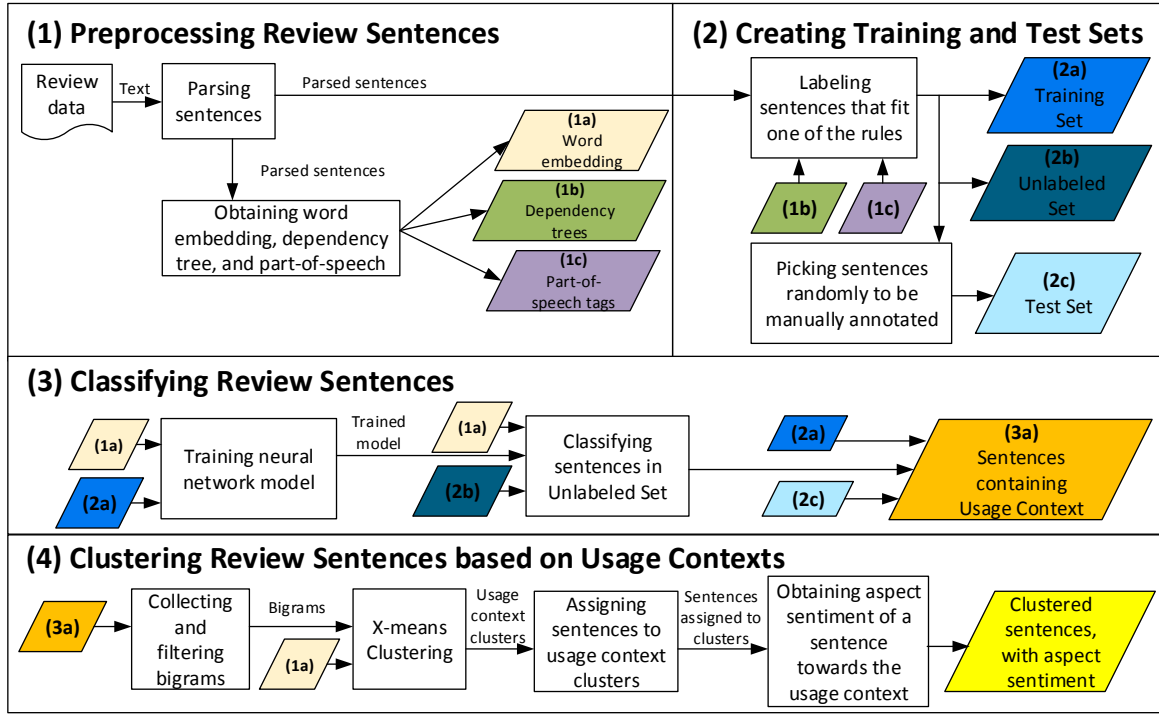 (1) Preprocessing Review Sentences
Review
data
Text
Parsing
sentences
Parsed sentences
Parsed sentences
Obtaining word
embedding, dependency
tree, and part-of-speech
(1a)
Word
embedding
(1b)
Dependency
trees
(1c)
Part-of-
speech tags
(2) Creating Training and Test Sets
Labeling
sentences that fit
one of the rules
(1b)
(1c)
Picking sentences
randomly to be
manually annotated
(2a)
Training
Set
(2b)
Unlabeled
Set
(2c)
Test Set
(3) Classifying Review Sentences
(1a)
(2a)
Training neural
network model
Trained
model
(1a)
(2b)
Classifying
sentences in
Unlabeled Set
(2a)
(2c)
(3a)
Sentences
containing
Usage Context
(4) Clustering Review Sentences based on Usage Contexts
(3a)
Collecting
and
filtering
bigrams
Bigrams
(1a)
X-means
Clustering
Usage
context
clusters
Assigning
sentences to
usage context
clusters
Sentences
assigned to
clusters
Obtaining aspect
sentiment of a
sentence
towards the
usage context
Clustered
sentences,
with aspect
sentiment